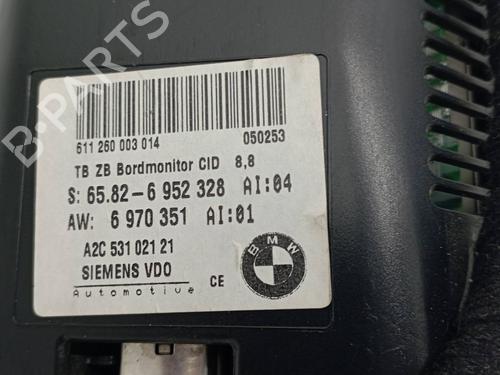 611 260 003 014 050253
TB ZB Bordmonitor CID 8,8
S: 65.82-6 952 328 AI:04
AW: 6 970 351 AI:01
A2C 531 021 21
SIEMENS VDO
Automotive CE
BMW
B-PARTS